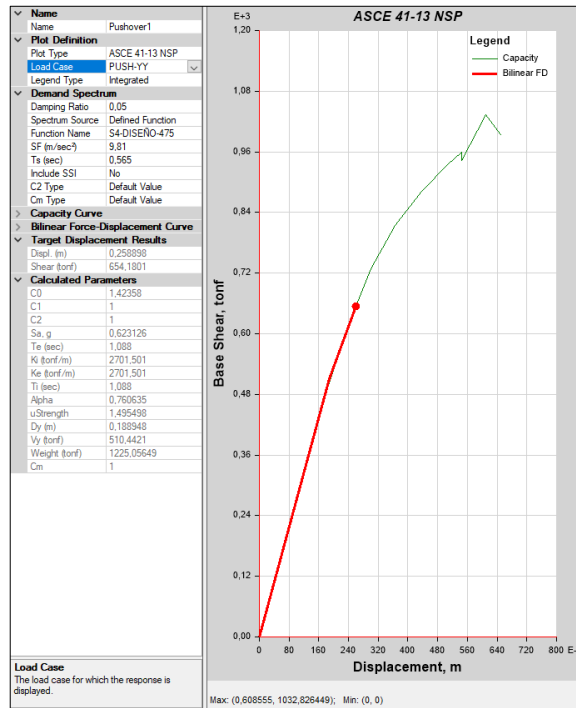 Name
Name Pushover1
Plot Definition
Plot Type ASCE 41-13 NSP
Load Case PUSH-YY
Legend Type Integrated
Demand Spectrum
Damping Ratio 0,05
Spectrum Source Defined Function
Function Name S4-DISEÑO-475
SF (m/sec²) 9,81
Ts (sec) 0,565
Include SSI No
C2 Type Default Value
Cm Type Default Value
Capacity Curve
Bilinear Force-Displacement Curve
Target Displacement Results
Displ. (m) 0,258898
Shear (tonf) 654,1801
Calculated Parameters
C0 1,42358
C1 1
C2 1
Sa, g 0,623126
Te (sec) 1,088
Ki (tonf/m) 2701,501
Ke (tonf/m) 2701,501
Ti (sec) 1,088
Alpha 0,760635
uStrength 1,495498
Dy (m) 0,188948
Vy (tonf) 510,4421
Weight (tonf) 1225,05649
Cm 1
Load Case
The load case for which the response is
displayed.
E+3
ASCE 41-13 NSP
1,20
1,08
0,96
0,84
0,72
0,60
0,48
0,36
0,24
0,12
0,00
Base Shear, tonf
Legend
Capacity
Bilinear FD
0 80 160 240 320 400 480 560 640 720 800 E-
Displacement, m
Max: (0,608555, 1032,826449); Min: (0, 0)